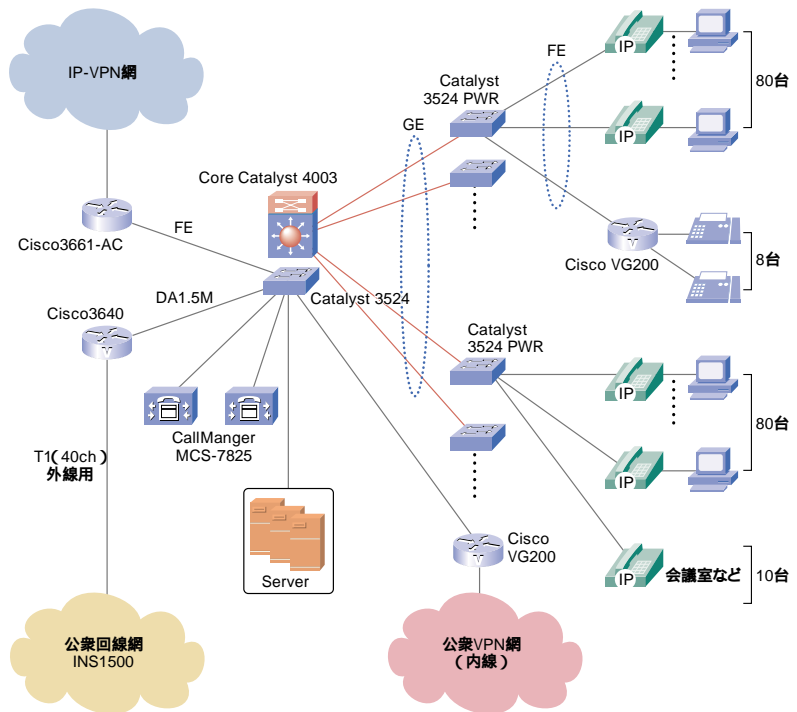 IP-VPN網
Cisco3661-AC
FE
Core Catalyst 4003
GE
Catalyst
3524 PWR
FE
IP
IP
80台
Cisco VG200
8台
Cisco3640
DA1.5M
Catalyst 3524
CallManger
MCS-7825
Server
T1(40ch)
外線用
Catalyst
3524 PWR
IP
IP
80台
IP
会議室など
10台
Cisco
VG200
公衆回線網
INS1500
公衆VPN網
(内線)